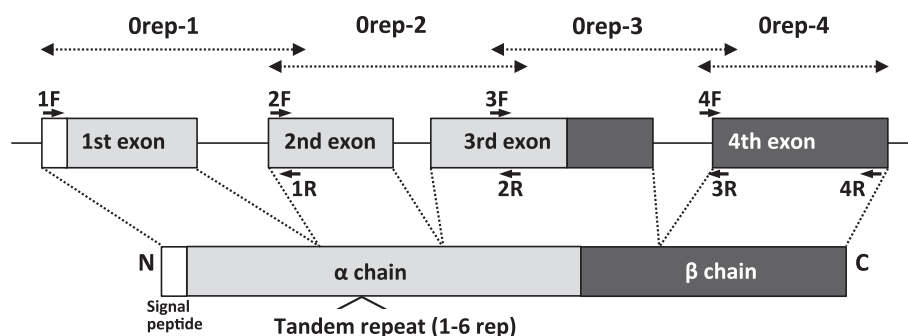 0rep-1 0rep-2 0rep-3 0rep-4
1F 2F 3F 4F
1st exon 2nd exon 3rd exon 4th exon
1R 2R 3R 4R
N α chain β chain C
Signal
peptide
Tandem repeat (1-6 rep)